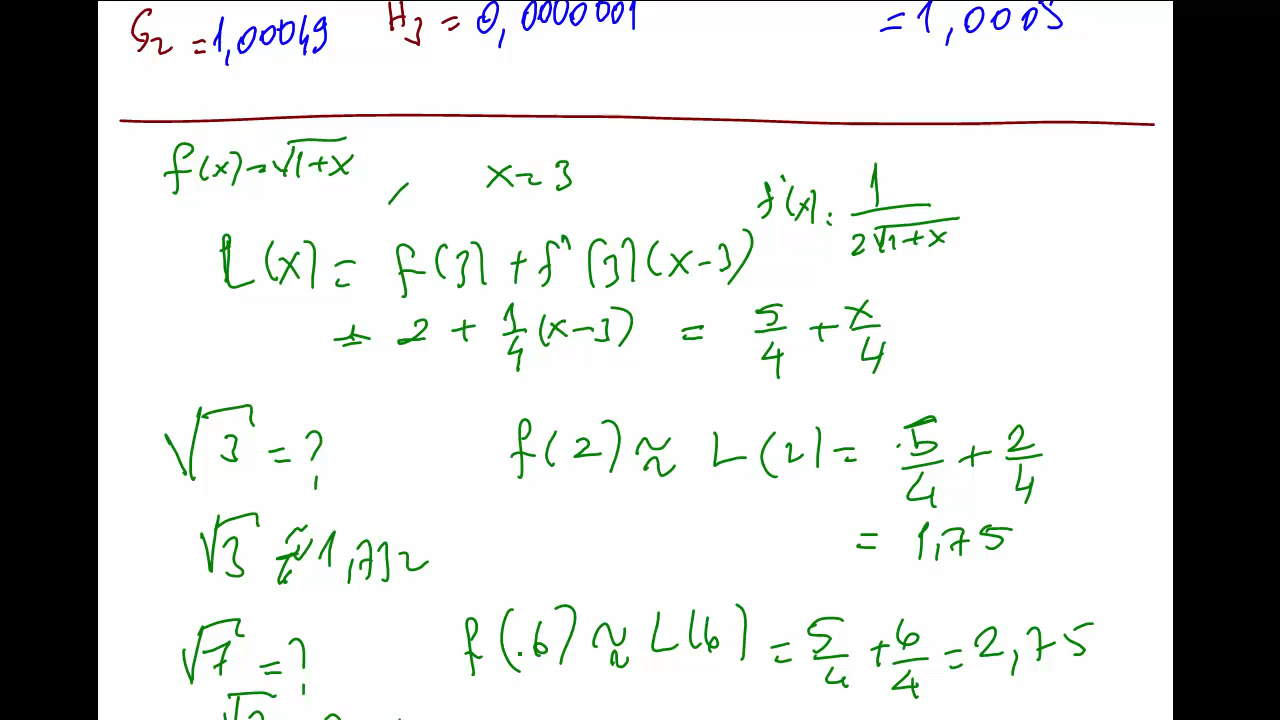 G₂ = 1,00049 H₃ = 0,0000001 = 1,0005
f(x) = √(1+x) , x = 3
f'(x) : 1/(2√(1+x))
L(x) = f(3) + f'(3)(x-3)
= 2 + 1/4 (x-3) = 5/4 + x/4
√3 = ? f(2) ≈ L(2) = 5/4 + 2/4
√3 ≈ 1,732 = 1,75
√7 = ? f(.6) ≈ L(6) = 5/4 + 6/4 = 2,75